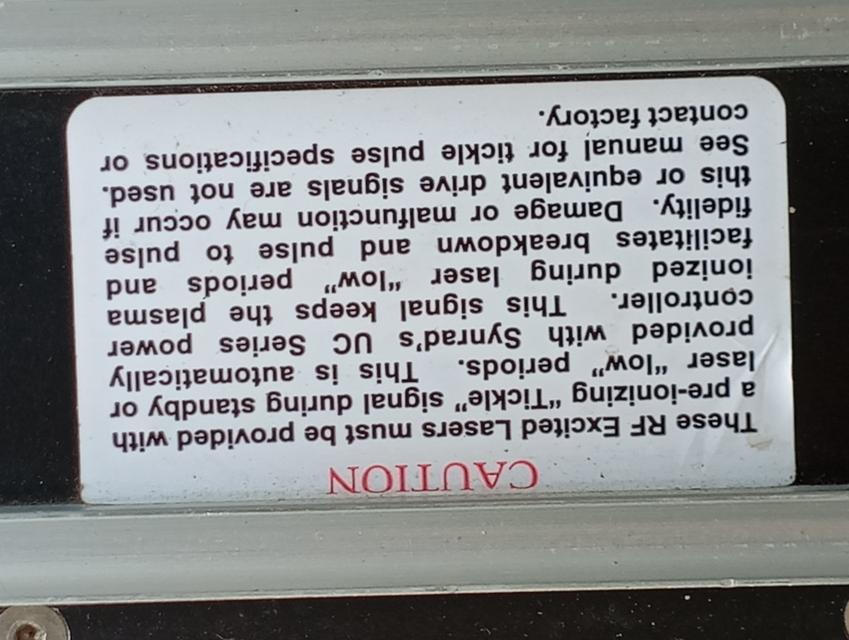 CAUTION
These RF Excited Lasers must be provided with
a pre-ionizing "Tickle" signal during standby or
laser "low" periods. This is automatically
provided with Synrad's UC Series power
controller. This signal keeps the plasma
ionized during laser "low" periods and
facilitates breakdown and pulse to pulse
fidelity. Damage or malfunction may occur if
this or equivalent drive signals are not used.
See manual for tickle pulse specifications or
contact factory.